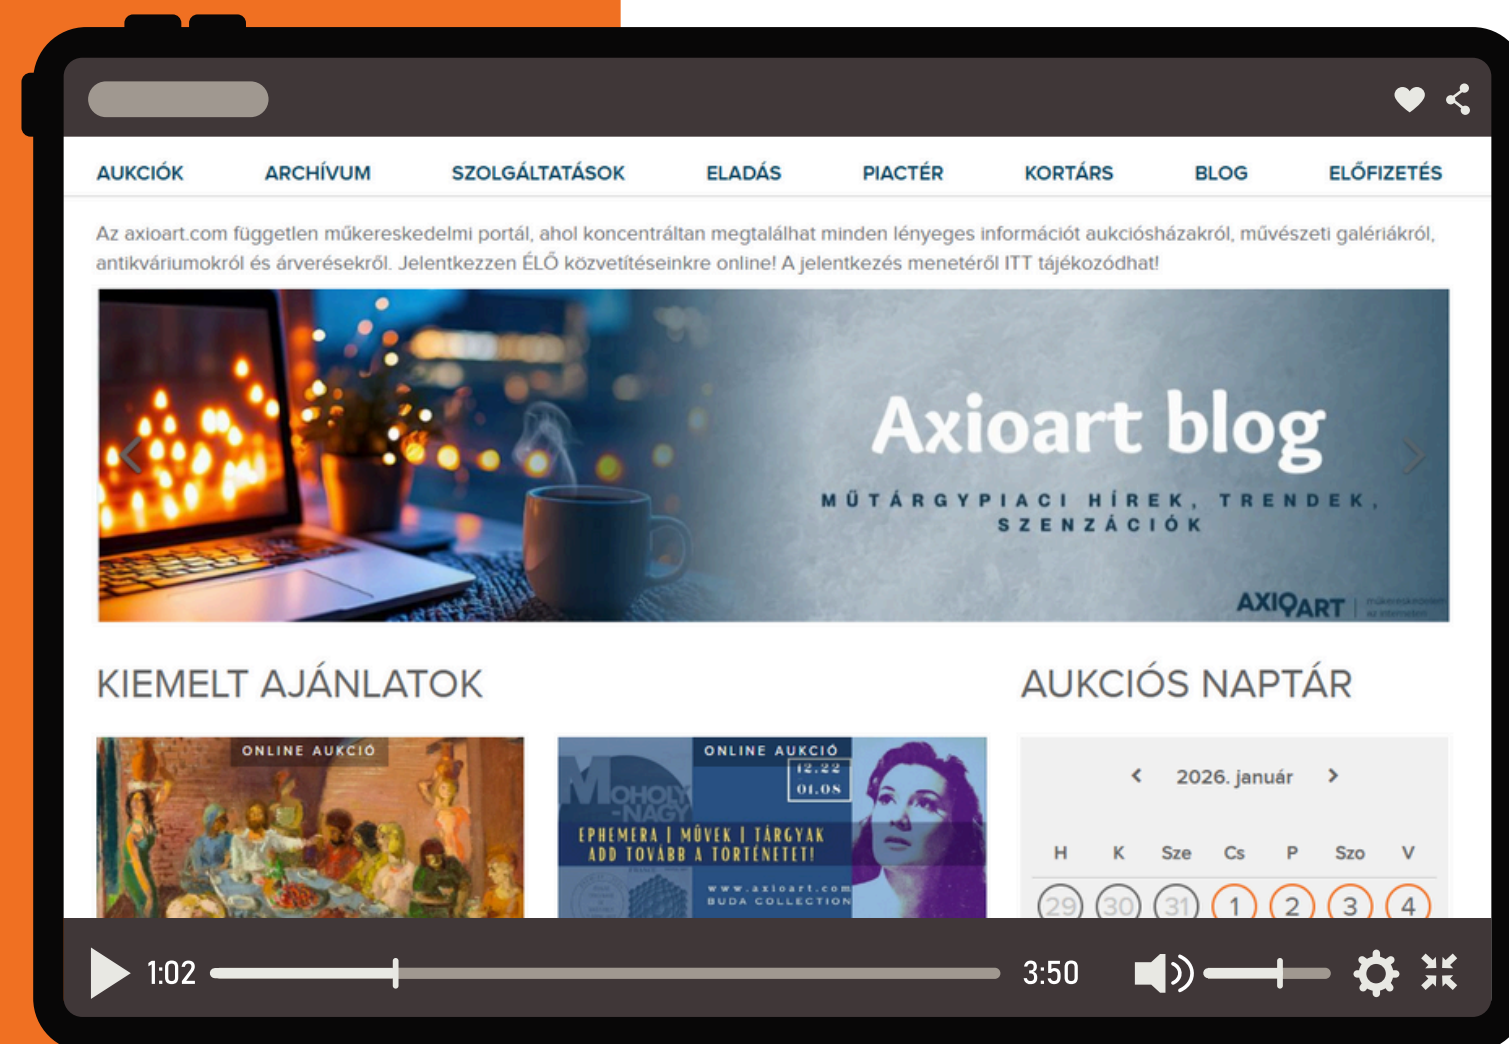 AUKCIÓK ARCHÍVUM SZOLGÁLTATÁSOK ELADÁS PIACTÉR KORTÁRS BLOG ELŐFIZETÉS
Az axioart.com független műkereskedelmi portál, ahol koncentráltan megtalálhat minden lényeges információt aukciósházakról, művészeti galériákról,
antikváriumokról és árverésekről. Jelentkezzen ÉLŐ közvetítéseinkre online! A jelentkezés menetéről ITT tájékozódhat!
Axioart blog
MŰTÁRGYPIACI HÍREK, TRENDEK,
SZENZÁCIÓK
AXIOART
KIEMELT AJÁNLATOK
AUKCIÓS NAPTÁR
ONLINE AUKCIÓ
ONLINE AUKCIÓ
12.22
01.08
MOHOLY
-NAGY
EPHEMERA | MŰVEK | TÁRGYAK
ADD TOVÁBB A TÖRTÉNETET!
www.axioart.com
BUDA COLLECTION
2026. január
H K Sze Cs P Szo V
29 30 31 1 2 3 4
1:02 3:50